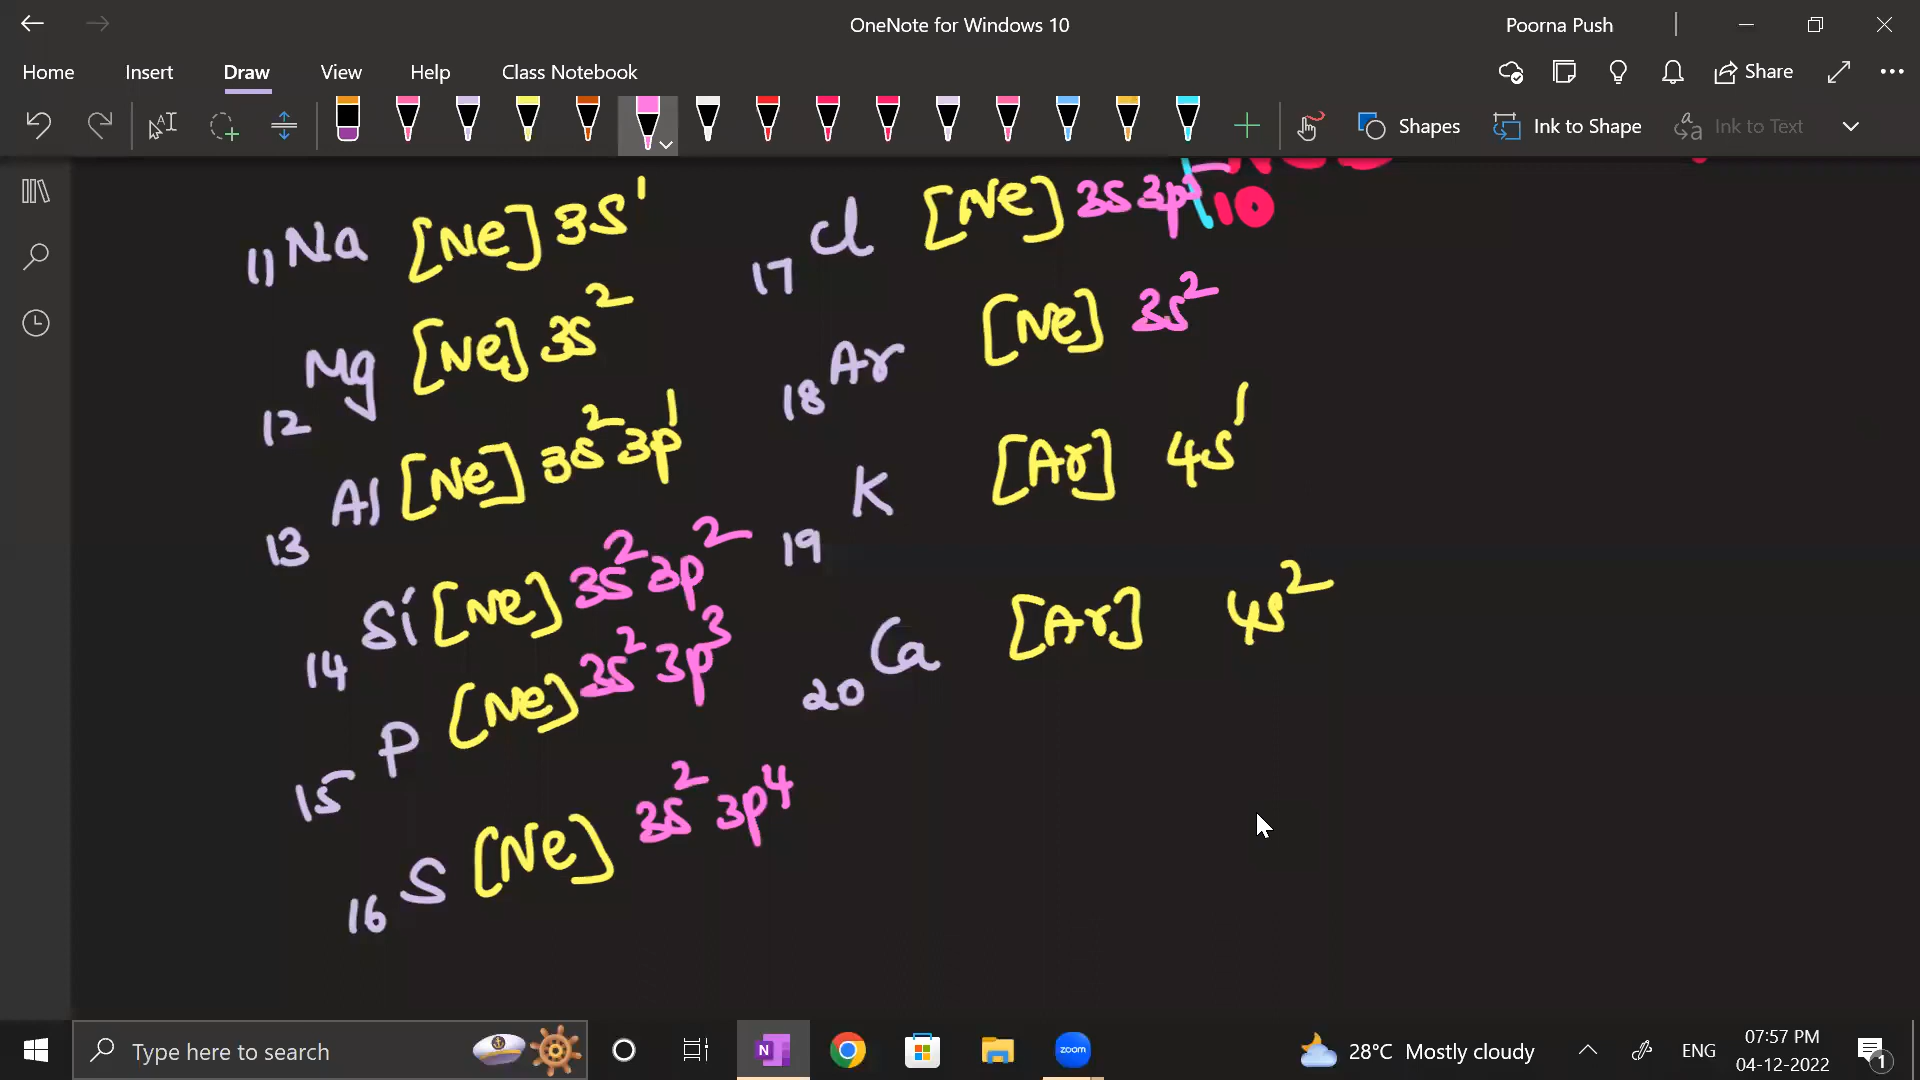 OneNote for Windows 10
Poorna Push
Home Insert Draw View Help Class Notebook
Share
Shapes Ink to Shape Ink to Text
11 Na [Ne] 3s¹
12 Mg [Ne] 3s²
13 Al [Ne] 3s² 3p¹
14 Si [Ne] 3s² 3p²
15 P [Ne] 3s² 3p³
16 S [Ne] 3s² 3p⁴
17 Cl [Ne] 3s 3p⁵
10
18 Ar [Ne] 3s²
19 K [Ar] 4s¹
20 Ca [Ar] 4s²
Type here to search
N
zoom
28°C Mostly cloudy
ENG
07:57 PM
04-12-2022
1